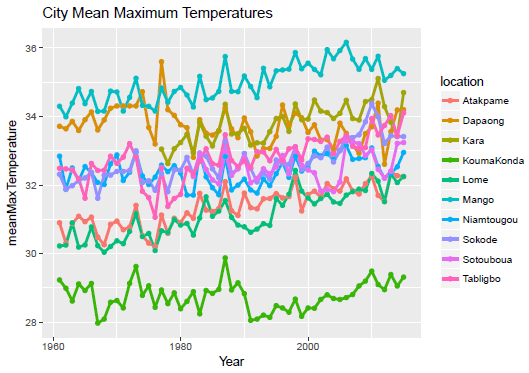 City Mean Maximum Temperatures
meanMaxTemperature
36
34
32
30
28
1960
1980
2000
Year
location
Atakpame
Dapaong
Kara
KoumaKonda
Lome
Mango
Niamtougou
Sokode
Sotouboua
Tabligbo